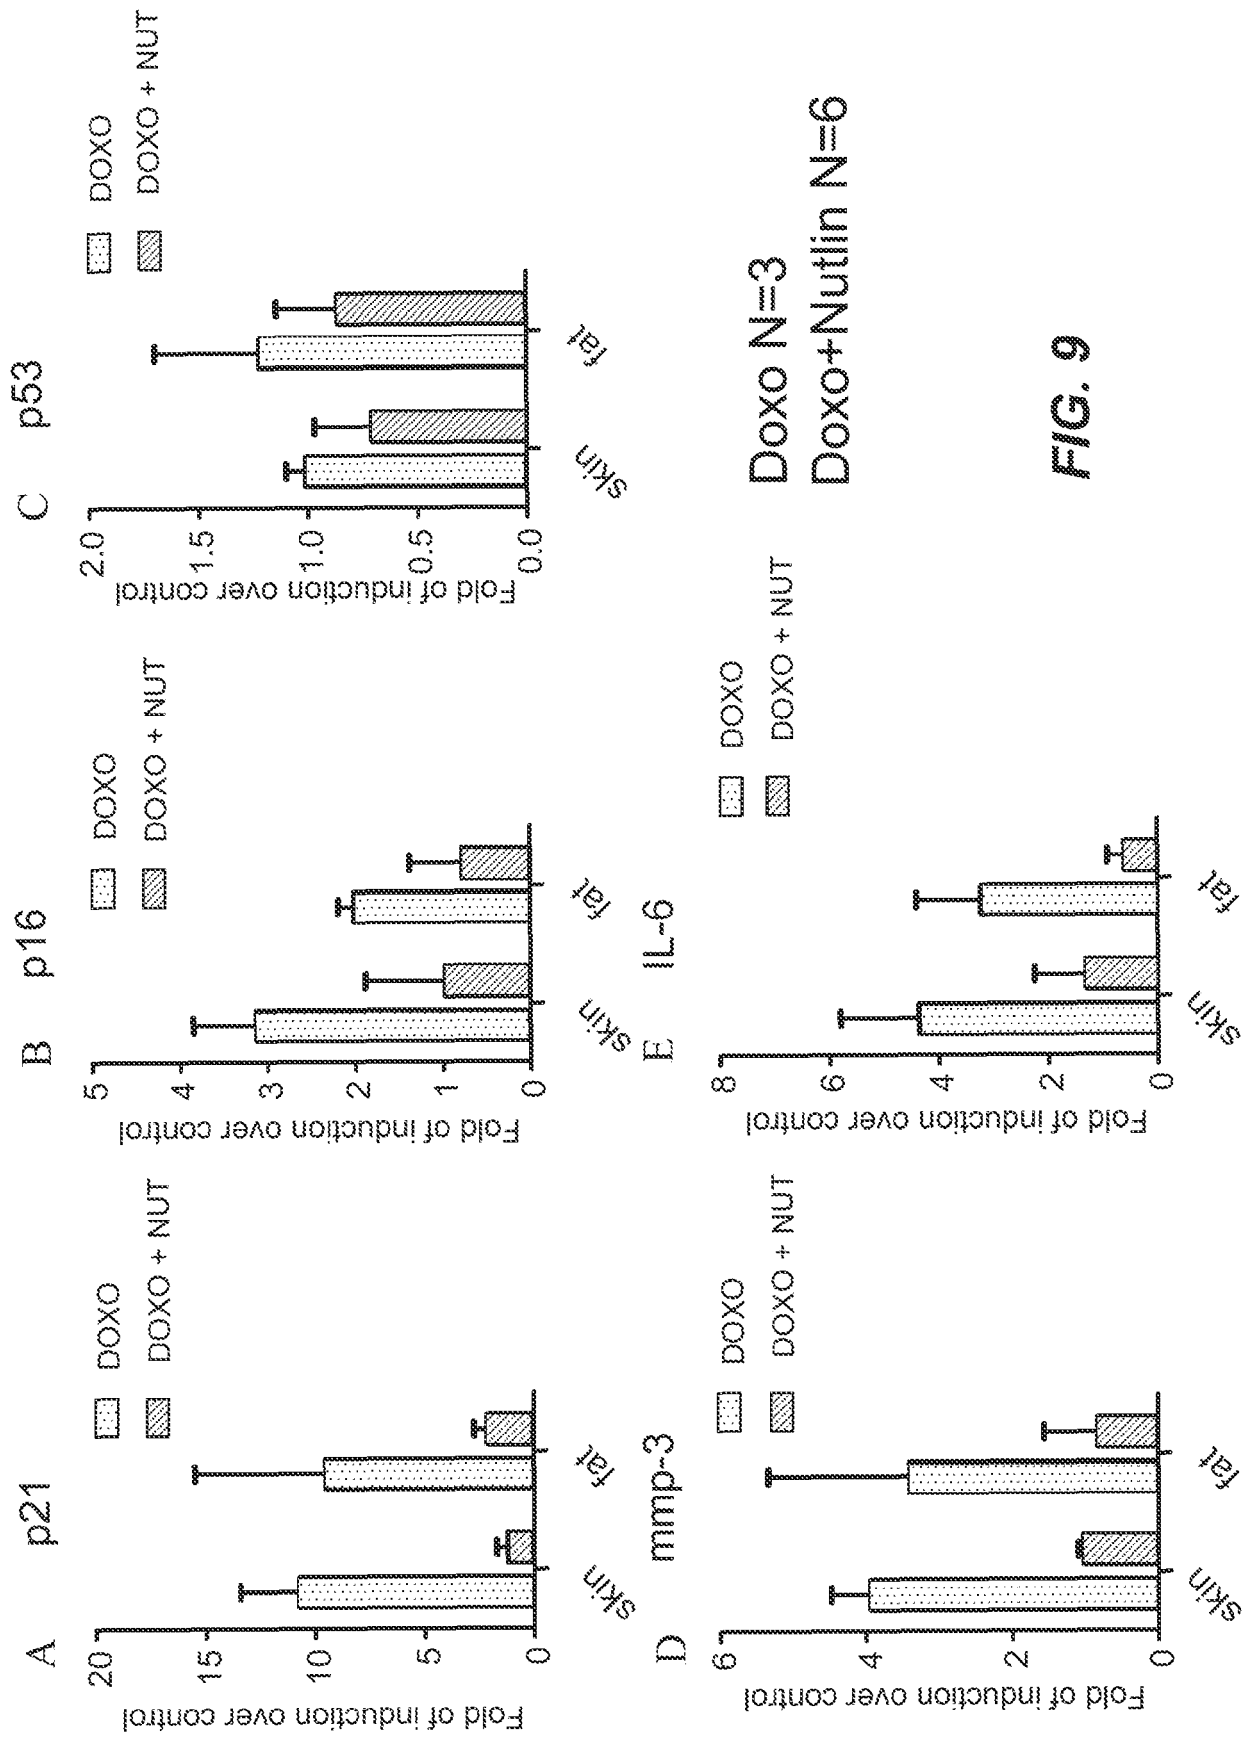 A p21
Fold of induction over control
20
15
10
5
0
skin
fat
DOXO
DOXO + NUT
B p16
Fold of induction over control
5
4
3
2
1
0
skin
fat
DOXO
DOXO + NUT
C p53
Fold of induction over control
2.0
1.5
1.0
0.5
0.0
skin
fat
DOXO
DOXO + NUT
D mmp-3
Fold of induction over control
6
4
2
0
skin
fat
DOXO
DOXO + NUT
E IL-6
Fold of induction over control
8
6
4
2
0
skin
fat
DOXO
DOXO + NUT
Doxo N=3
Doxo+Nutlin N=6
FIG. 9